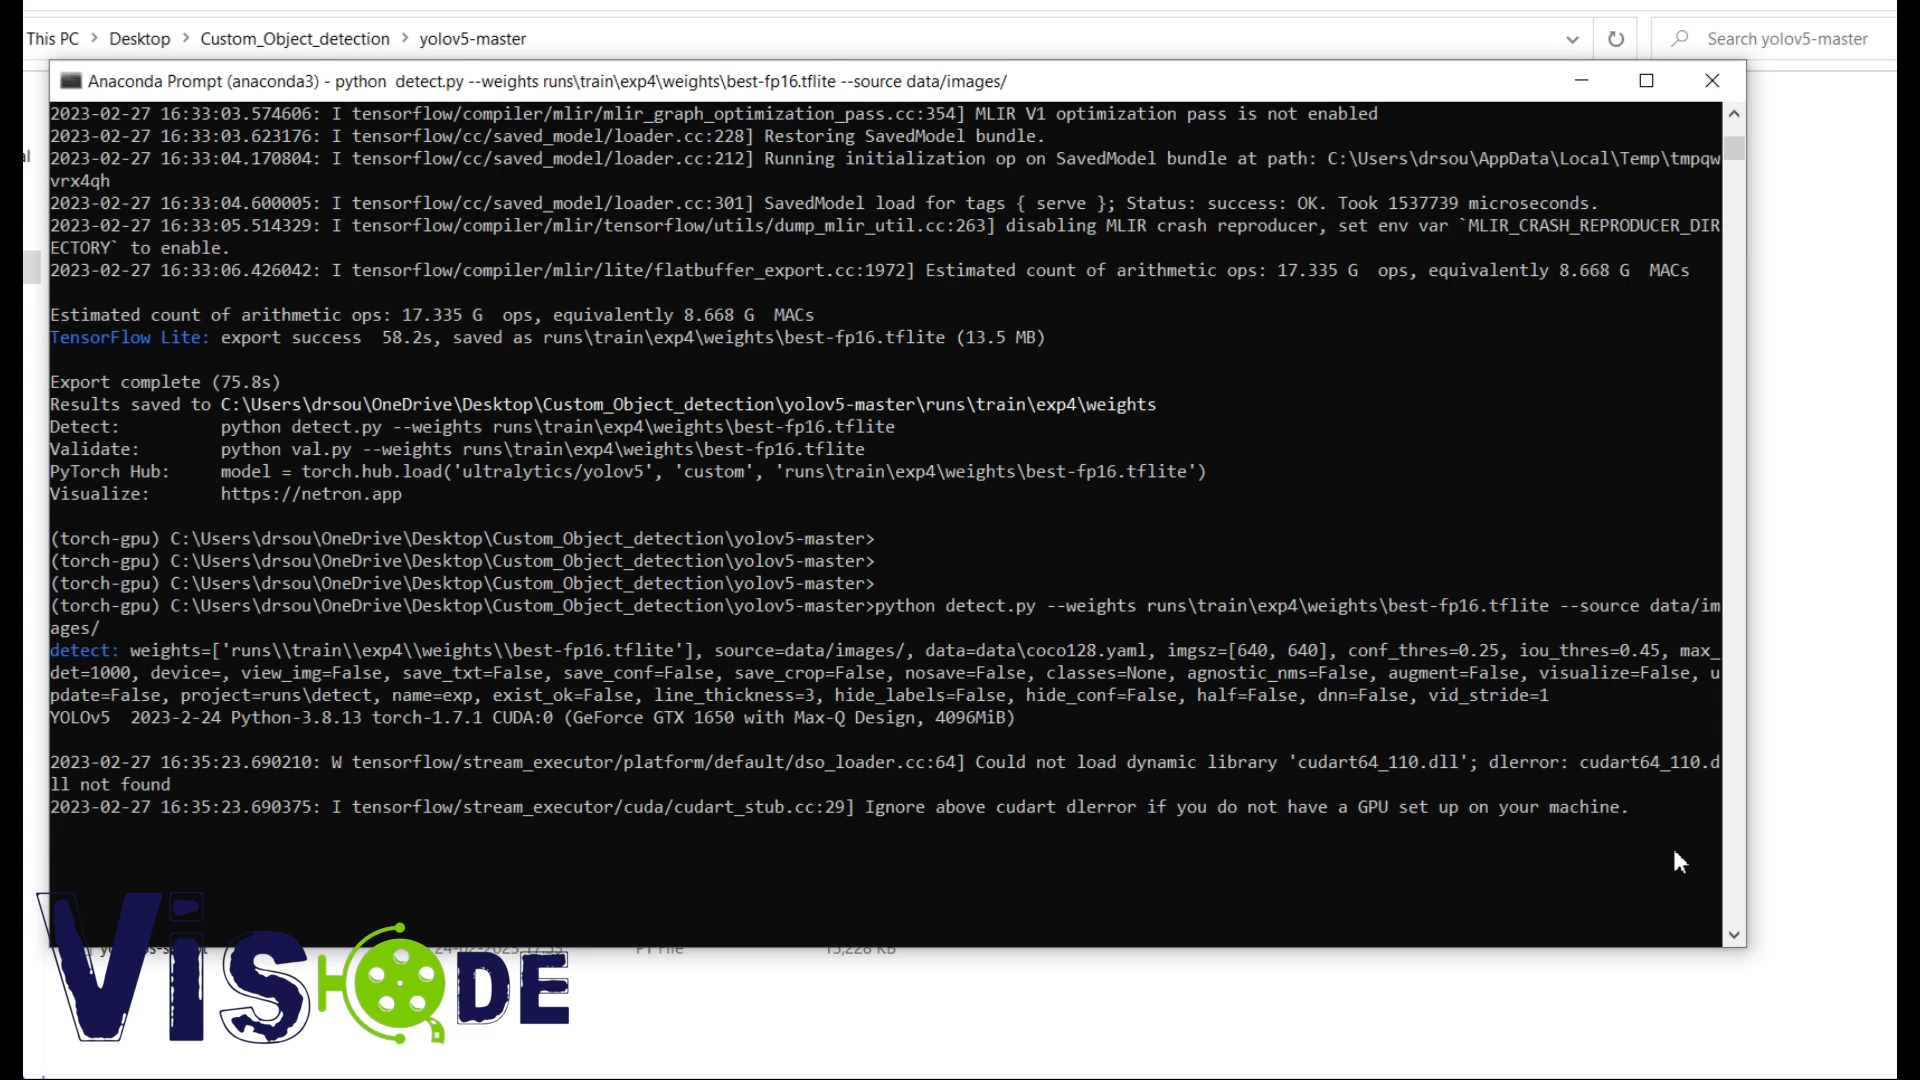 This PC > Desktop > Custom_Object_detection > yolov5-master
Search yolov5-master
Anaconda Prompt (anaconda3) - python  detect.py --weights runs\train\exp4\weights\best-fp16.tflite --source data/images/
2023-02-27 16:33:03.574606: I tensorflow/compiler/mlir/mlir_graph_optimization_pass.cc:354] MLIR V1 optimization pass is not enabled
2023-02-27 16:33:03.623176: I tensorflow/cc/saved_model/loader.cc:228] Restoring SavedModel bundle.
2023-02-27 16:33:04.170804: I tensorflow/cc/saved_model/loader.cc:212] Running initialization op on SavedModel bundle at path: C:\Users\drsou\AppData\Local\Temp\tmpqw
vrx4qh
2023-02-27 16:33:04.600005: I tensorflow/cc/saved_model/loader.cc:301] SavedModel load for tags { serve }; Status: success: OK. Took 1537739 microseconds.
2023-02-27 16:33:05.514329: I tensorflow/compiler/mlir/tensorflow/utils/dump_mlir_util.cc:263] disabling MLIR crash reproducer, set env var `MLIR_CRASH_REPRODUCER_DIR
ECTORY` to enable.
2023-02-27 16:33:06.426042: I tensorflow/compiler/mlir/lite/flatbuffer_export.cc:1972] Estimated count of arithmetic ops: 17.335 G  ops, equivalently 8.668 G  MACs
Estimated count of arithmetic ops: 17.335 G  ops, equivalently 8.668 G  MACs
TensorFlow Lite: export success  58.2s, saved as runs\train\exp4\weights\best-fp16.tflite (13.5 MB)
Export complete (75.8s)
Results saved to C:\Users\drsou\OneDrive\Desktop\Custom_Object_detection\yolov5-master\runs\train\exp4\weights
Detect:          python detect.py --weights runs\train\exp4\weights\best-fp16.tflite
Validate:        python val.py --weights runs\train\exp4\weights\best-fp16.tflite
PyTorch Hub:     model = torch.hub.load('ultralytics/yolov5', 'custom', 'runs\train\exp4\weights\best-fp16.tflite')
Visualize:       https://netron.app
(torch-gpu) C:\Users\drsou\OneDrive\Desktop\Custom_Object_detection\yolov5-master>
(torch-gpu) C:\Users\drsou\OneDrive\Desktop\Custom_Object_detection\yolov5-master>
(torch-gpu) C:\Users\drsou\OneDrive\Desktop\Custom_Object_detection\yolov5-master>
(torch-gpu) C:\Users\drsou\OneDrive\Desktop\Custom_Object_detection\yolov5-master>python detect.py --weights runs\train\exp4\weights\best-fp16.tflite --source data/im
ages/
detect: weights=['runs\\train\\exp4\\weights\\best-fp16.tflite'], source=data/images/, data=data\coco128.yaml, imgsz=[640, 640], conf_thres=0.25, iou_thres=0.45, max_
det=1000, device=, view_img=False, save_txt=False, save_conf=False, save_crop=False, nosave=False, classes=None, agnostic_nms=False, augment=False, visualize=False, u
pdate=False, project=runs\detect, name=exp, exist_ok=False, line_thickness=3, hide_labels=False, hide_conf=False, half=False, dnn=False, vid_stride=1
YOLOv5  2023-2-24 Python-3.8.13 torch-1.7.1 CUDA:0 (GeForce GTX 1650 with Max-Q Design, 4096MiB)
2023-02-27 16:35:23.690210: W tensorflow/stream_executor/platform/default/dso_loader.cc:64] Could not load dynamic library 'cudart64_110.dll'; dlerror: cudart64_110.d
ll not found
2023-02-27 16:35:23.690375: I tensorflow/stream_executor/cuda/cudart_stub.cc:29] Ignore above cudart dlerror if you do not have a GPU set up on your machine.
PT File
15,228 KB
VisHODE